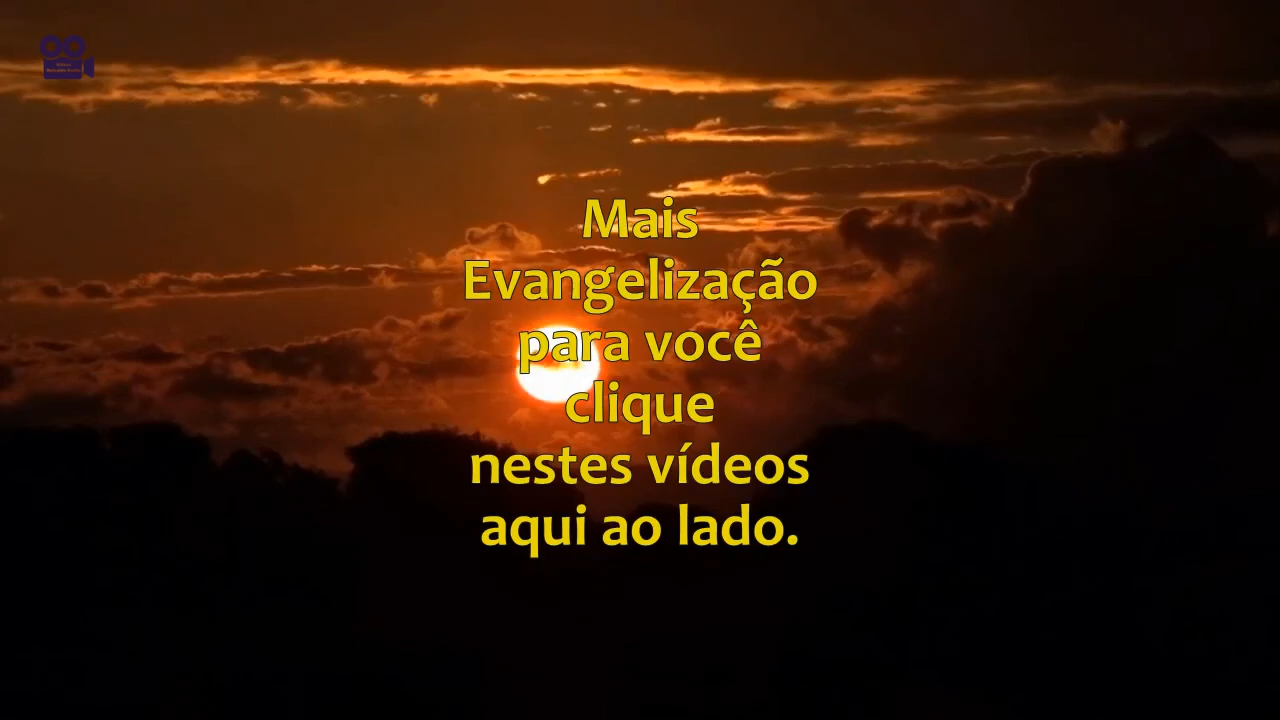 Mais
Evangelização
para você
clique
nestes vídeos
aqui ao lado.